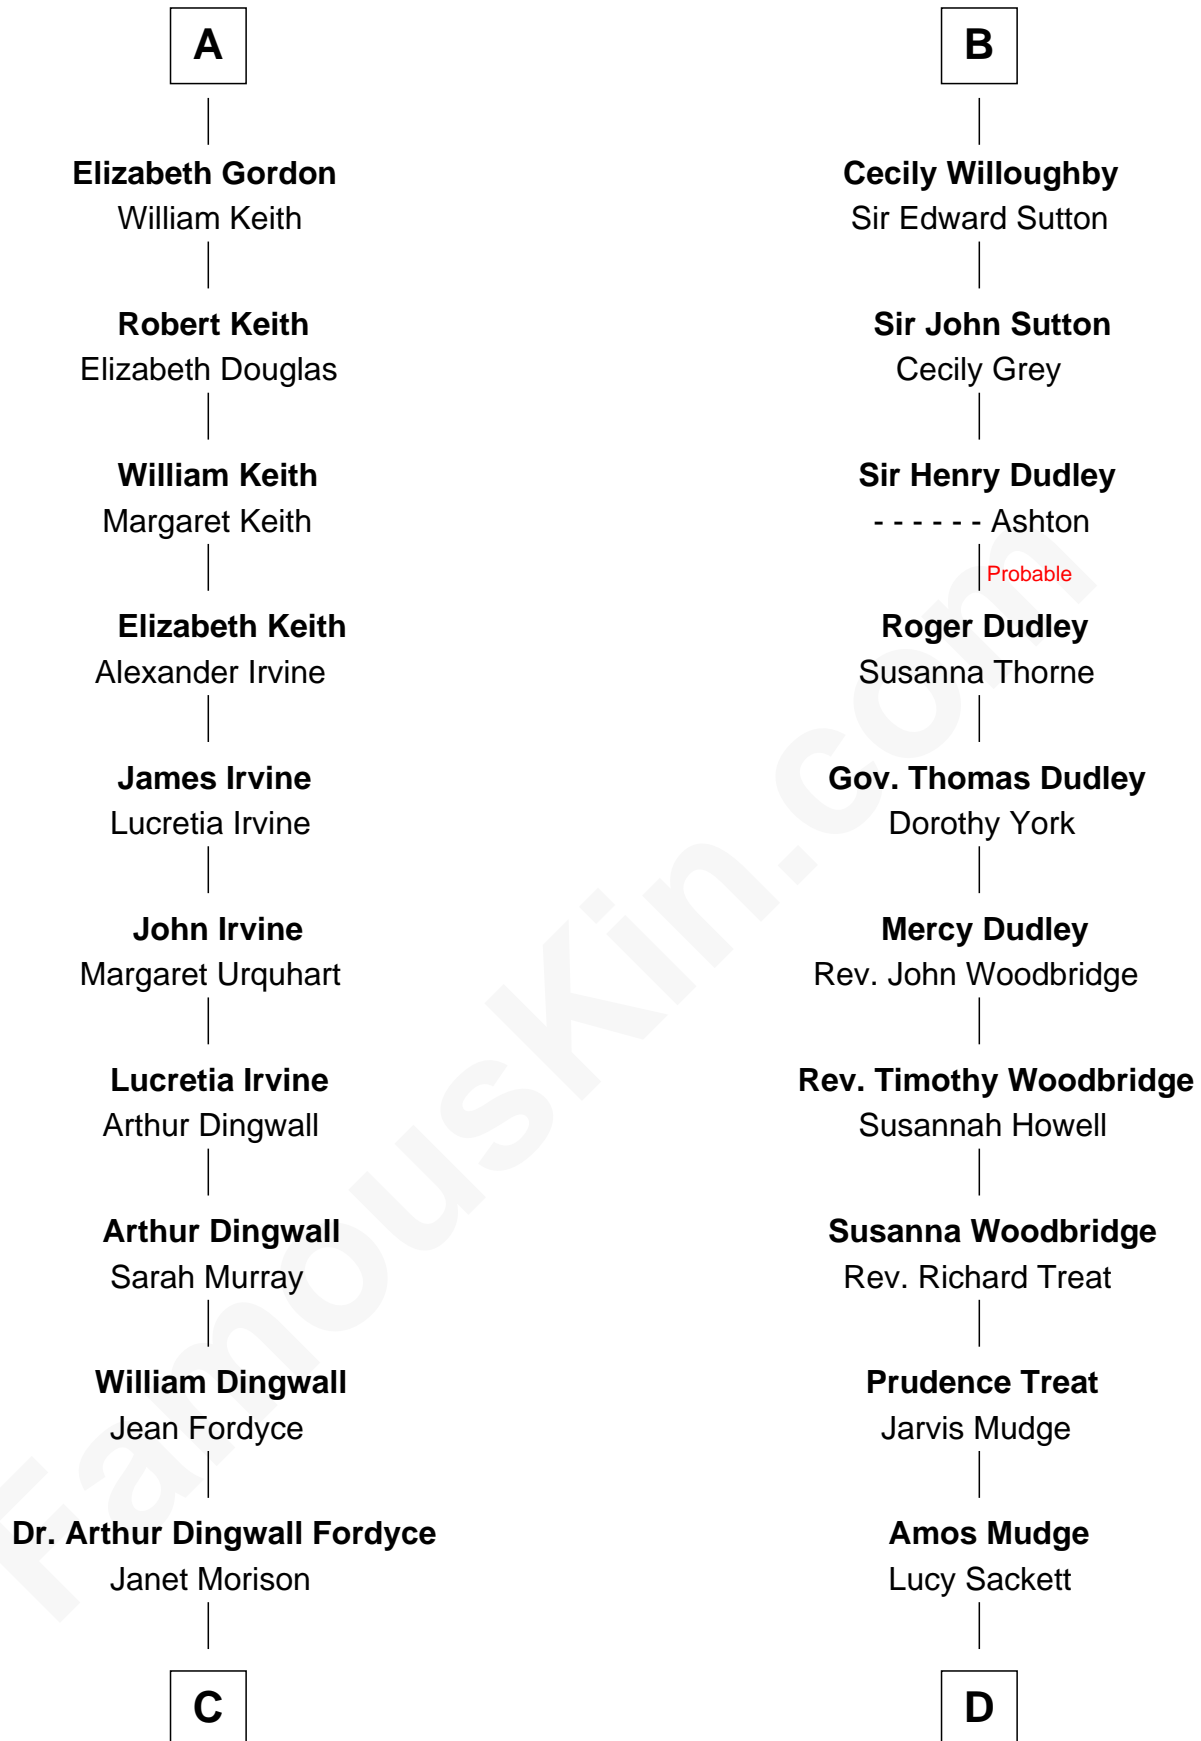 A
Elizabeth Gordon
William Keith
Robert Keith
Elizabeth Douglas
William Keith
Margaret Keith
Elizabeth Keith
Alexander Irvine
James Irvine
Lucretia Irvine
John Irvine
Margaret Urquhart
Lucretia Irvine
Arthur Dingwall
Arthur Dingwall
Sarah Murray
William Dingwall
Jean Fordyce
Dr. Arthur Dingwall Fordyce
Janet Morison
C
B
Cecily Willoughby
Sir Edward Sutton
Sir John Sutton
Cecily Grey
Sir Henry Dudley
- - - - - - Ashton
Probable
Roger Dudley
Susanna Thorne
Gov. Thomas Dudley
Dorothy York
Mercy Dudley
Rev. John Woodbridge
Rev. Timothy Woodbridge
Susannah Howell
Susanna Woodbridge
Rev. Richard Treat
Prudence Treat
Jarvis Mudge
Amos Mudge
Lucy Sackett
D
FamousKin.com